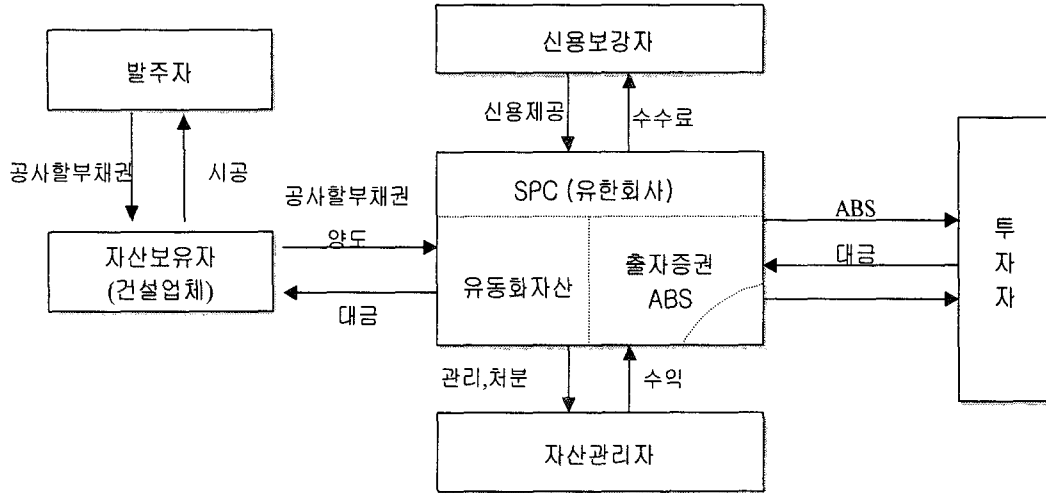 발주자
신용보강자
신용제공
수수료
공사할부채권
시공
공사할부채권
양도
대금
자산보유자
(건설업체)
SPC (유한회사)
유동화자산
출자증권
ABS
ABS
대금
투
자
자
관리,처분
수익
자산관리자